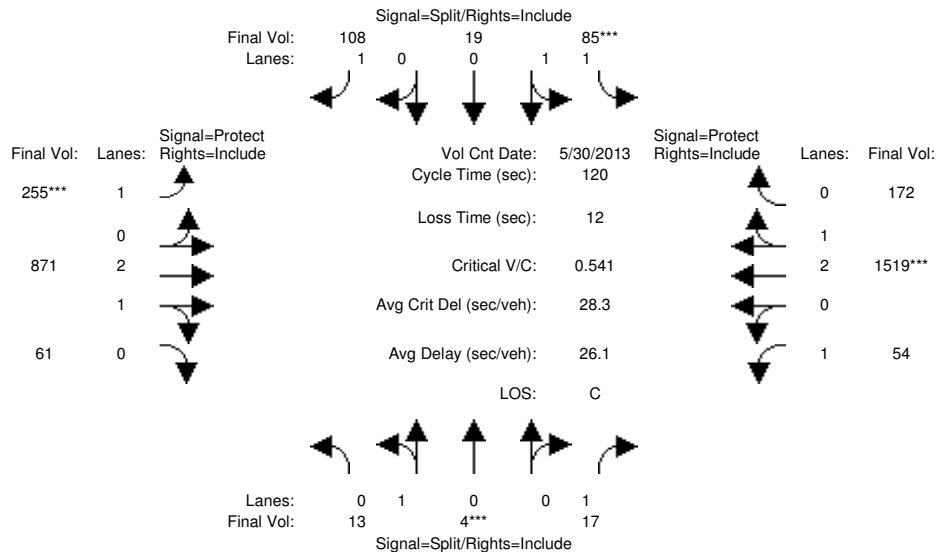 Signal=Split/Rights=Include
Final Vol: 108 19 85***
Lanes: 1 0 0 1 1
Signal=Protect Signal=Protect
Final Vol: Lanes: Rights=Include Vol Cnt Date: 5/30/2013 Rights=Include Lanes: Final Vol:
Cycle Time (sec): 120
255*** 1 0 172
Loss Time (sec): 12
0 1
871 2 Critical V/C: 0.541 2 1519***
1 Avg Crit Del (sec/veh): 28.3 0
61 0 Avg Delay (sec/veh): 26.1 1 54
LOS: C
Lanes: 0 1 0 0 1
Final Vol: 13 4*** 17
Signal=Split/Rights=Include